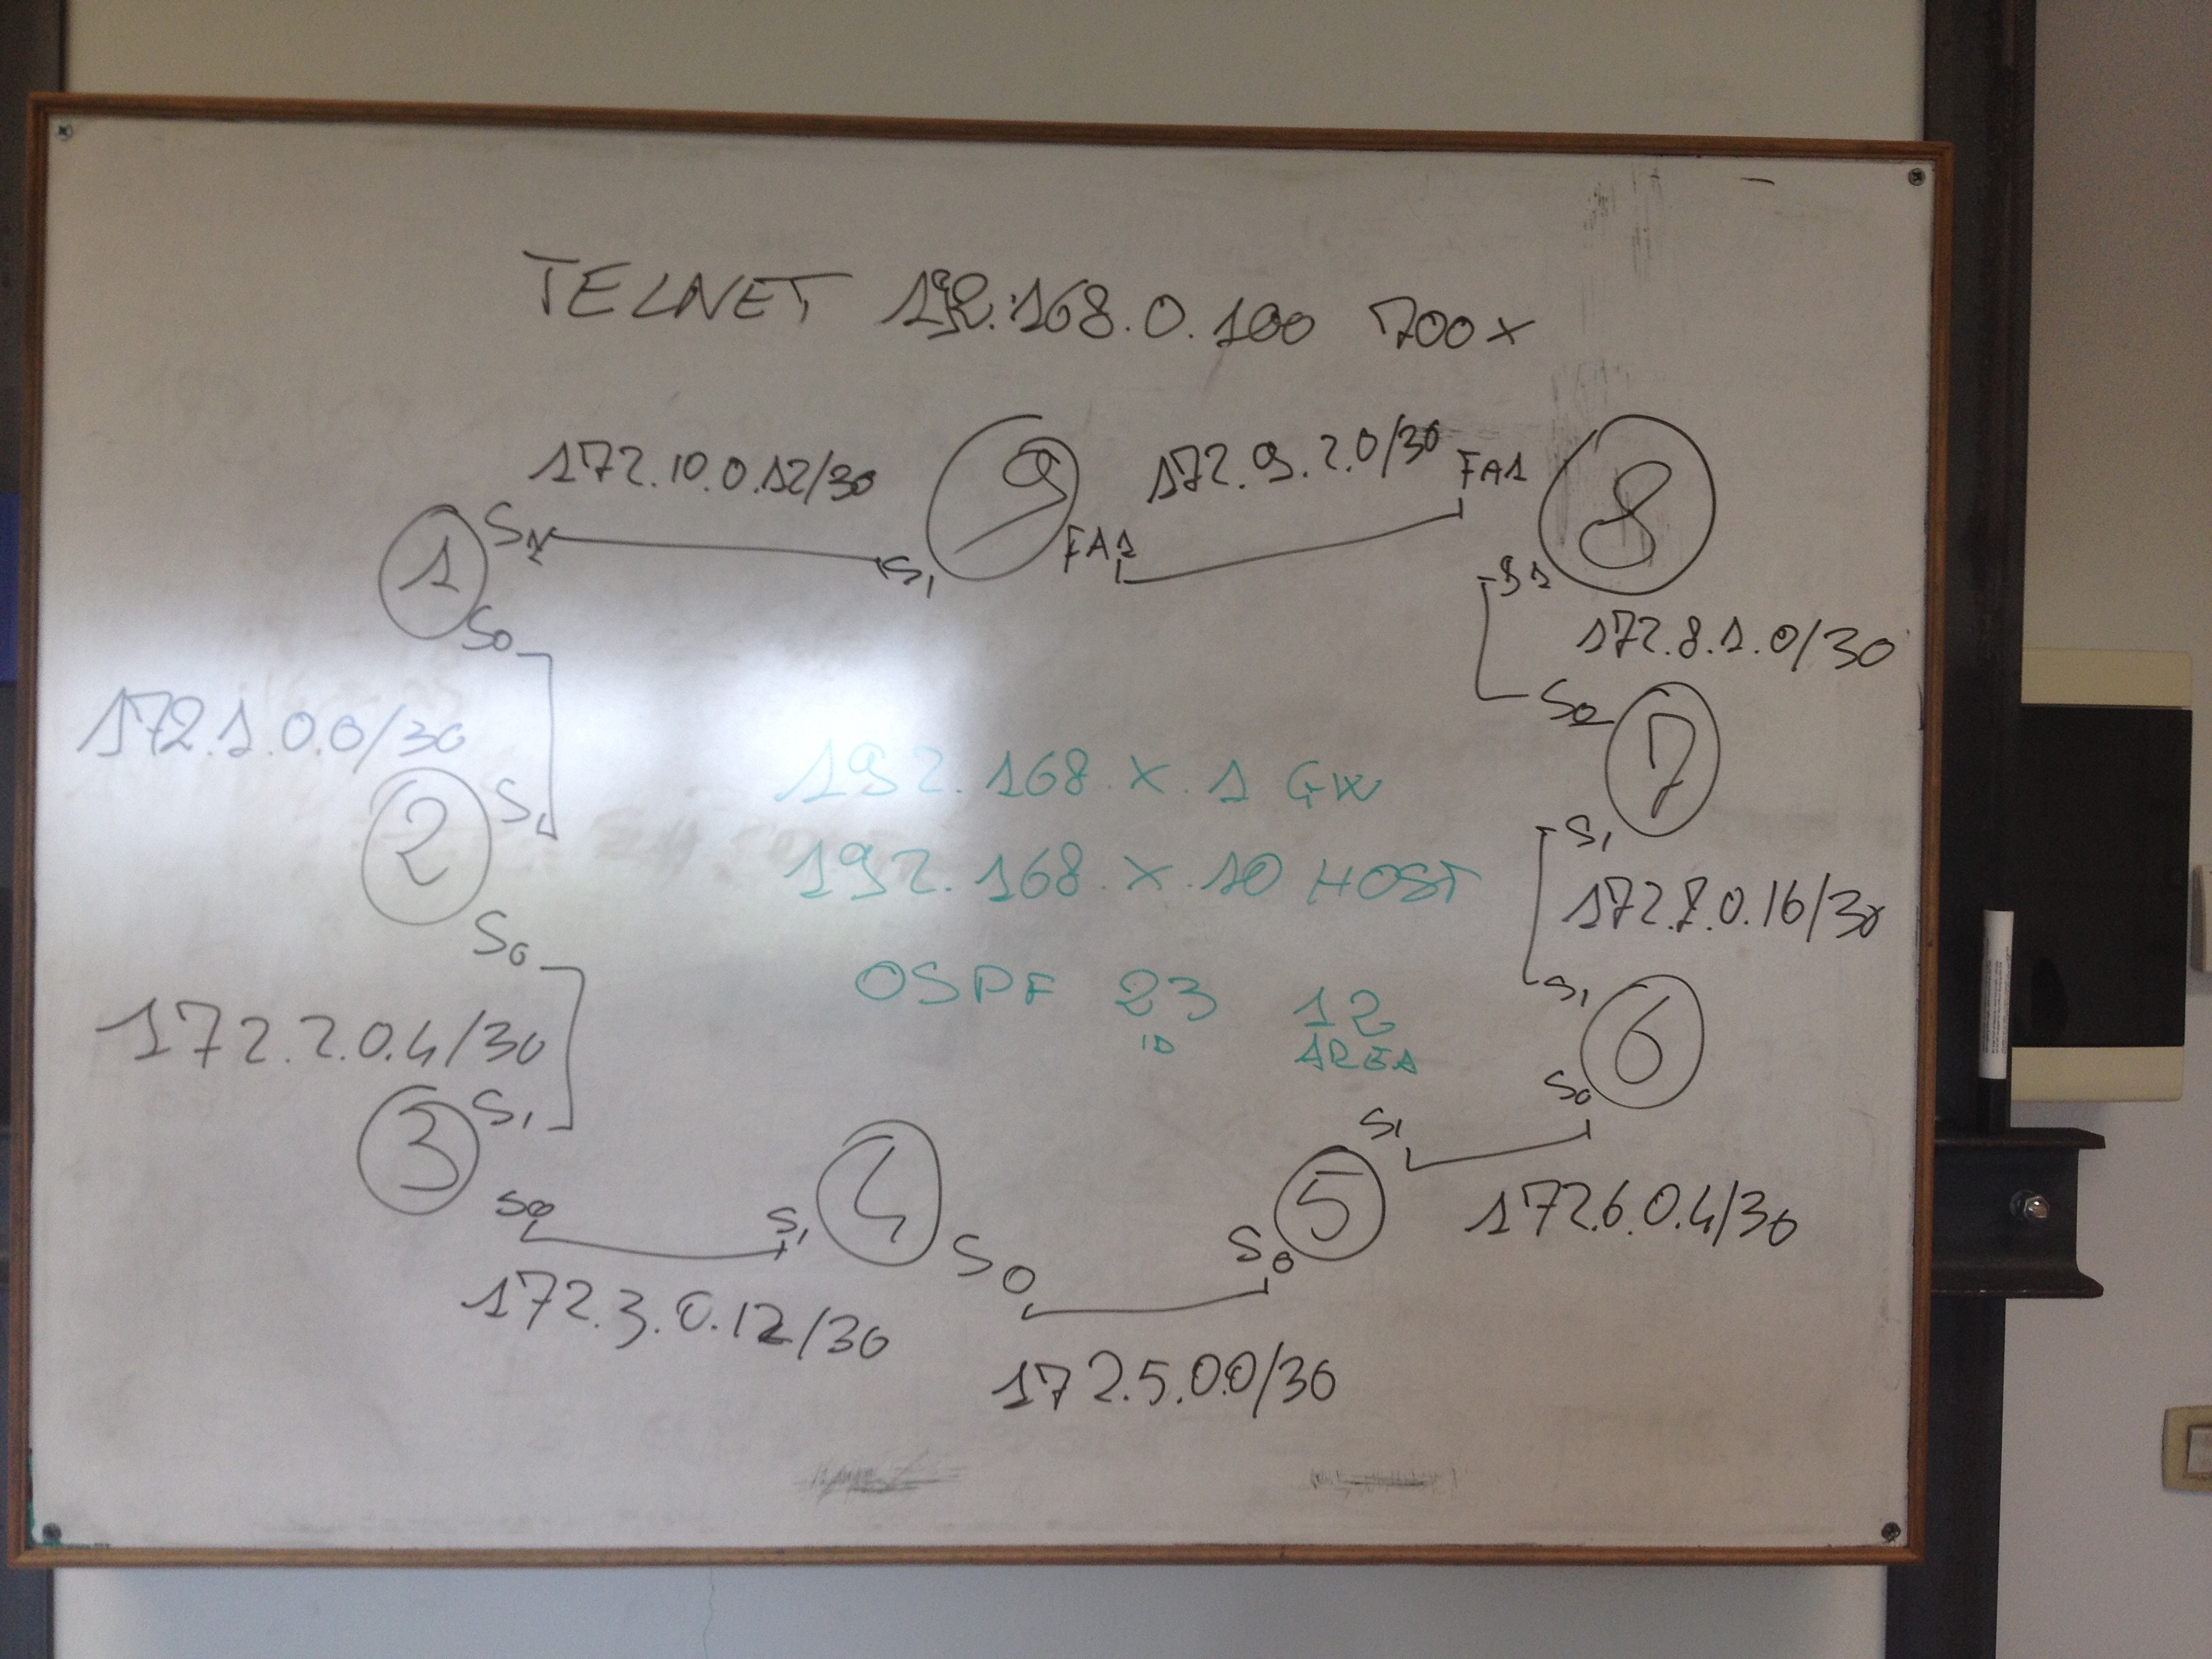 TELNET 192.168.0.100 700x
172.10.0.12/30
172.9.2.0/30
FA1
8
9
FA1
1
S1
S1
S1
S0
172.8.1.0/30
S0
7
172.1.0.0/30
192.168.x.1 GW
2
S1
S1
192.168.x.10 HOST
172.7.0.16/30
S0
OSPF 23 12
ID AREA
S1
6
172.2.0.4/30
S0
3
S1
S1
4
5
172.6.0.4/30
S0
S1
S0
S0
172.3.0.12/30
172.5.0.0/30